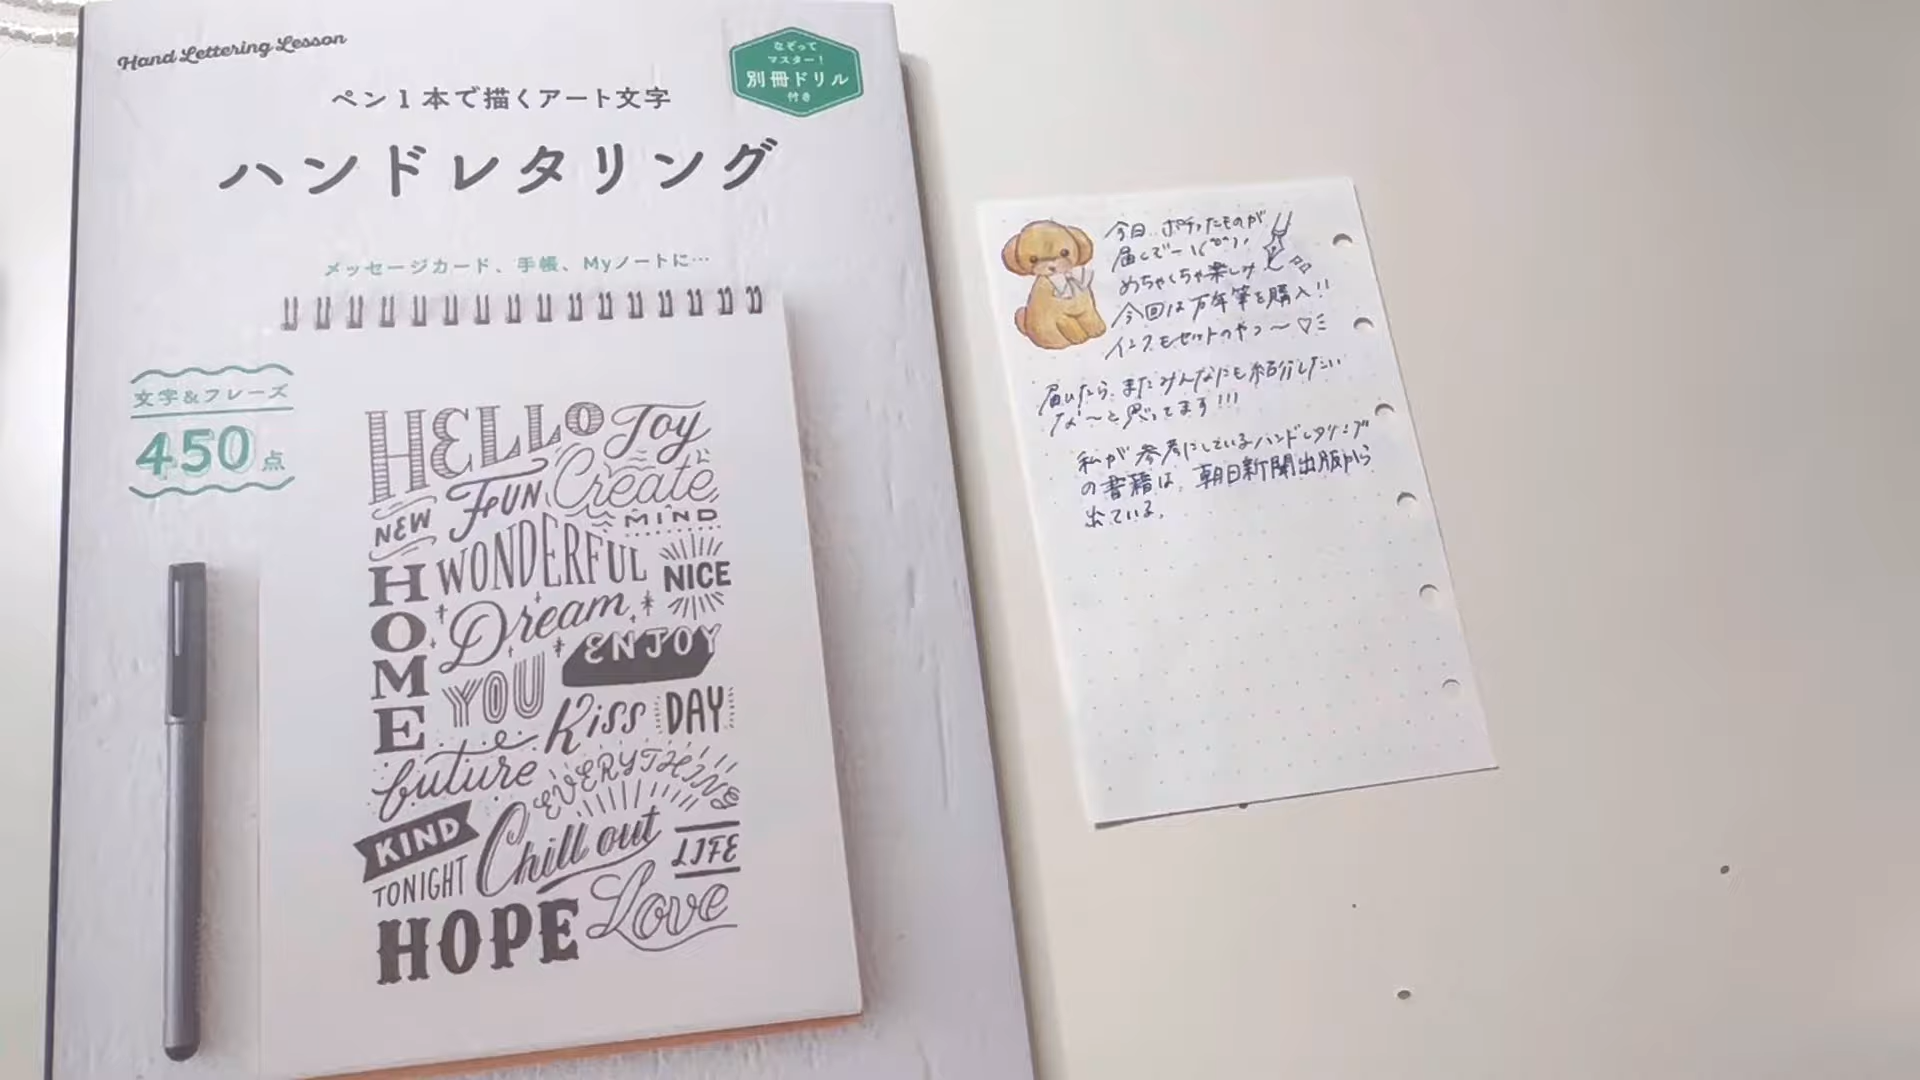 Hand Lettering Lesson
ペン1本で描くアート文字
なぞって
マスター!
別冊ドリル
付き
ハンドレタリング
メッセージカード、手帳、Myノートに…
文字&フレーズ
450点
HELLO Joy
NEW FUN Create
MIND
HOME WONDERFUL NICE
Dream
ENJOY
YOU Kiss DAY
future EVERYTHING
KIND Chill out LIFE
TONIGHT
HOPE Love
今日、ポチったものが
届くぞー!
めちゃくちゃ楽しみ
今回は万年筆を購入!!
インクもセットのやつ〜♡
届いたら、またみんなにも紹介したい
な〜と思ってます!!!
私が参考にしているハンドレタリング
の書籍は、朝日新聞出版から
出ている。